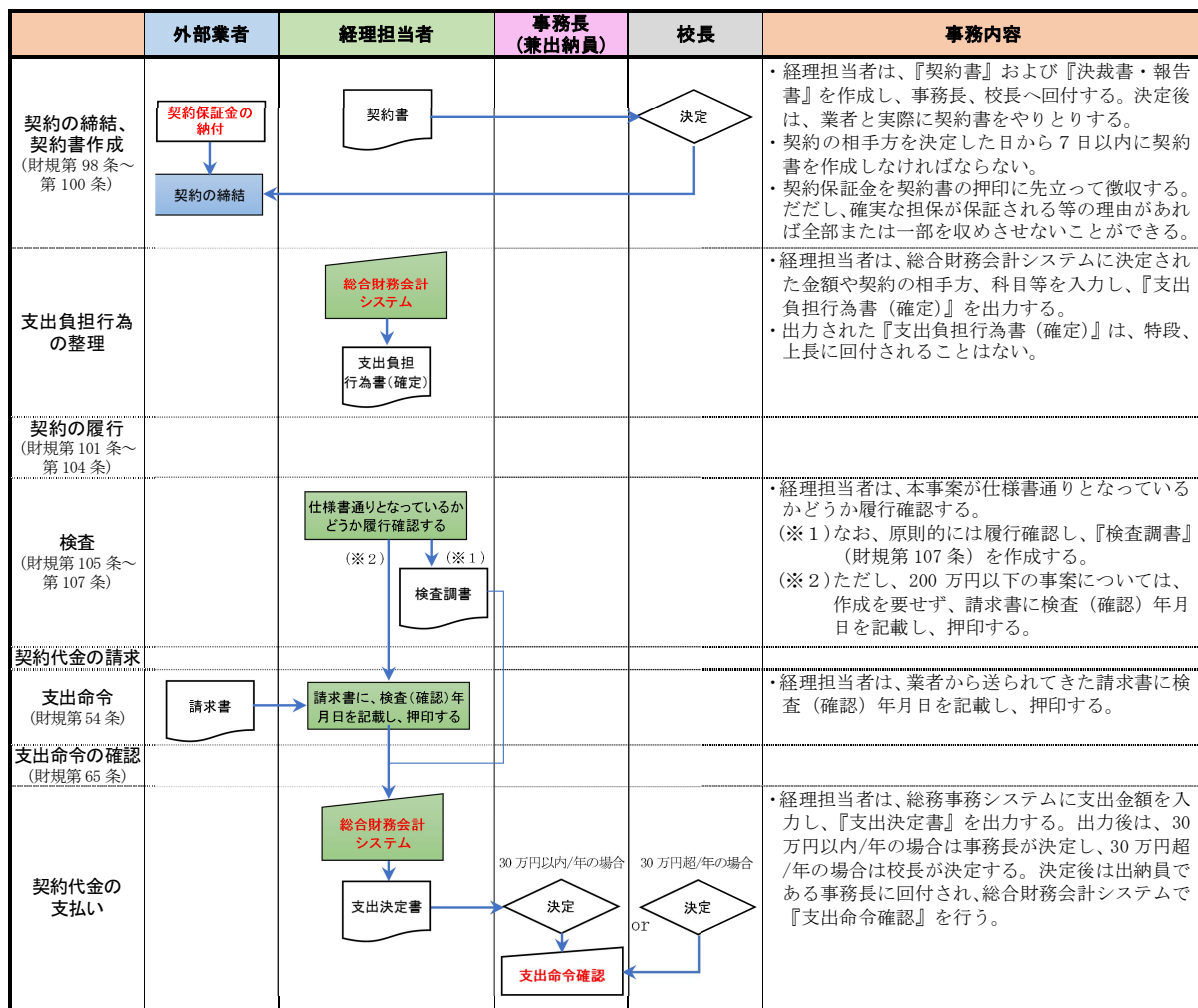 外部業者
経理担当者
事務長
(兼出納員)
校長
事務内容
契約の締結、
契約書作成
(財規第 98 条～
第 100 条)
契約保証金の
納付
契約の締結
契約書
決定
・経理担当者は、『契約書』および『決裁書・報告
書』を作成し、事務長、校長へ回付する。決定後
は、業者と実際に契約書をやりとりする。
・契約の相手方を決定した日から 7 日以内に契約
書を作成しなければならない。
・契約保証金を契約書の押印に先立って徴収する。
だだし、確実な担保が保証される等の理由があれ
ば全部または一部を収めさせないことができる。
支出負担行為
の整理
総合財務会計
システム
支出負担
行為書(確定)
・経理担当者は、総合財務会計システムに決定され
た金額や契約の相手方、科目等を入力し、『支出
負担行為書（確定）』を出力する。
・出力された『支出負担行為書（確定）』は、特段、
上長に回付されることはない。
契約の履行
(財規第 101 条～
第 104 条)
検査
(財規第 105 条～
第 107 条)
仕様書通りとなっているか
どうか履行確認する
(※２)
(※１)
検査調書
・経理担当者は、本事案が仕様書通りとなっている
かどうか履行確認する。
(※１)なお、原則的には履行確認し、『検査調書』
（財規第 107 条）を作成する。
(※２)ただし、200 万円以下の事案については、
作成を要せず、請求書に検査（確認）年月
日を記載し、押印する。
契約代金の請求
支出命令
(財規第 54 条)
請求書
請求書に、検査(確認)年
月日を記載し、押印する
・経理担当者は、業者から送られてきた請求書に検
査（確認）年月日を記載し、押印する。
支出命令の確認
(財規第 65 条)
契約代金の
支払い
総合財務会計
システム
支出決定書
30 万円以内/年の場合
決定
or
30 万円超/年の場合
決定
支出命令確認
・経理担当者は、総務事務システムに支出金額を入
力し、『支出決定書』を出力する。出力後は、30
万円以内/年の場合は事務長が決定し、30 万円超
/年の場合は校長が決定する。決定後は出納員で
ある事務長に回付され、総合財務会計システムで
『支出命令確認』を行う。